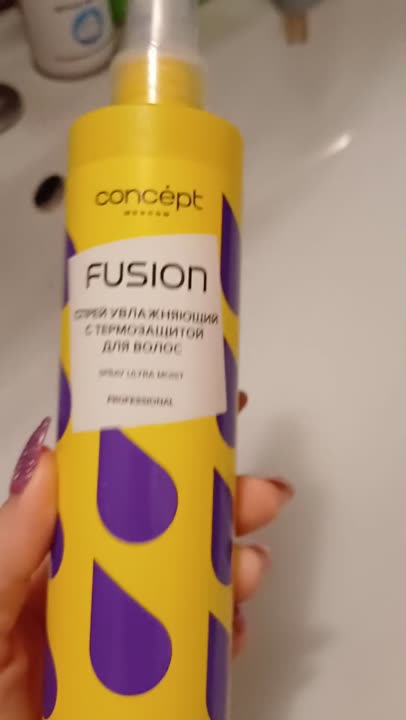 concépt
MOSCOW
FUSION
СПРЕЙ УВЛАЖНЯЮЩИЙ
С ТЕРМОЗАЩИТОЙ
ДЛЯ ВОЛОС
SPRAY ULTRA MOIST
PROFESSIONAL